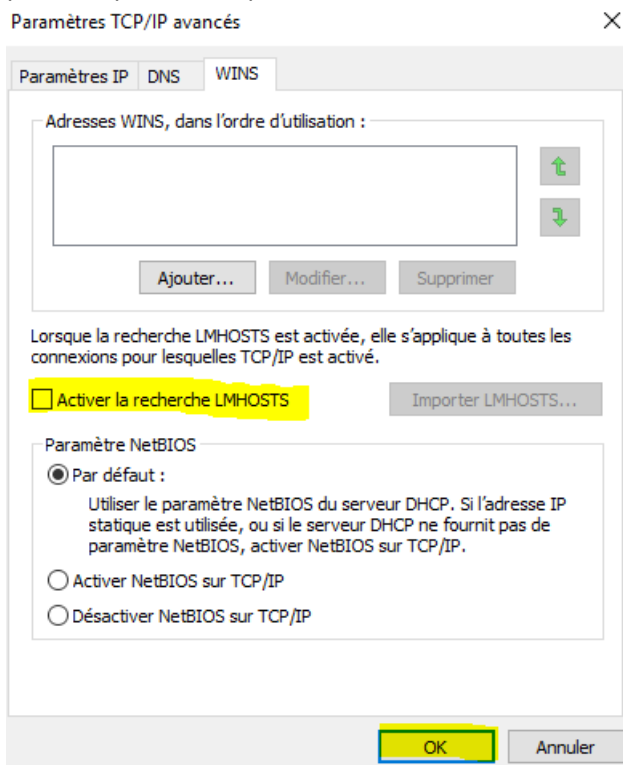 Paramètres TCP/IP avancés
Paramètres IP DNS WINS
Adresses WINS, dans l'ordre d'utilisation :
Ajouter... Modifier... Supprimer
Lorsque la recherche LMHOSTS est activée, elle s'applique à toutes les
connexions pour lesquelles TCP/IP est activé.
Activer la recherche LMHOSTS Importer LMHOSTS...
Paramètre NetBIOS
Par défaut :
Utiliser le paramètre NetBIOS du serveur DHCP. Si l'adresse IP
statique est utilisée, ou si le serveur DHCP ne fournit pas de
paramètre NetBIOS, activer NetBIOS sur TCP/IP.
Activer NetBIOS sur TCP/IP
Désactiver NetBIOS sur TCP/IP
OK Annuler